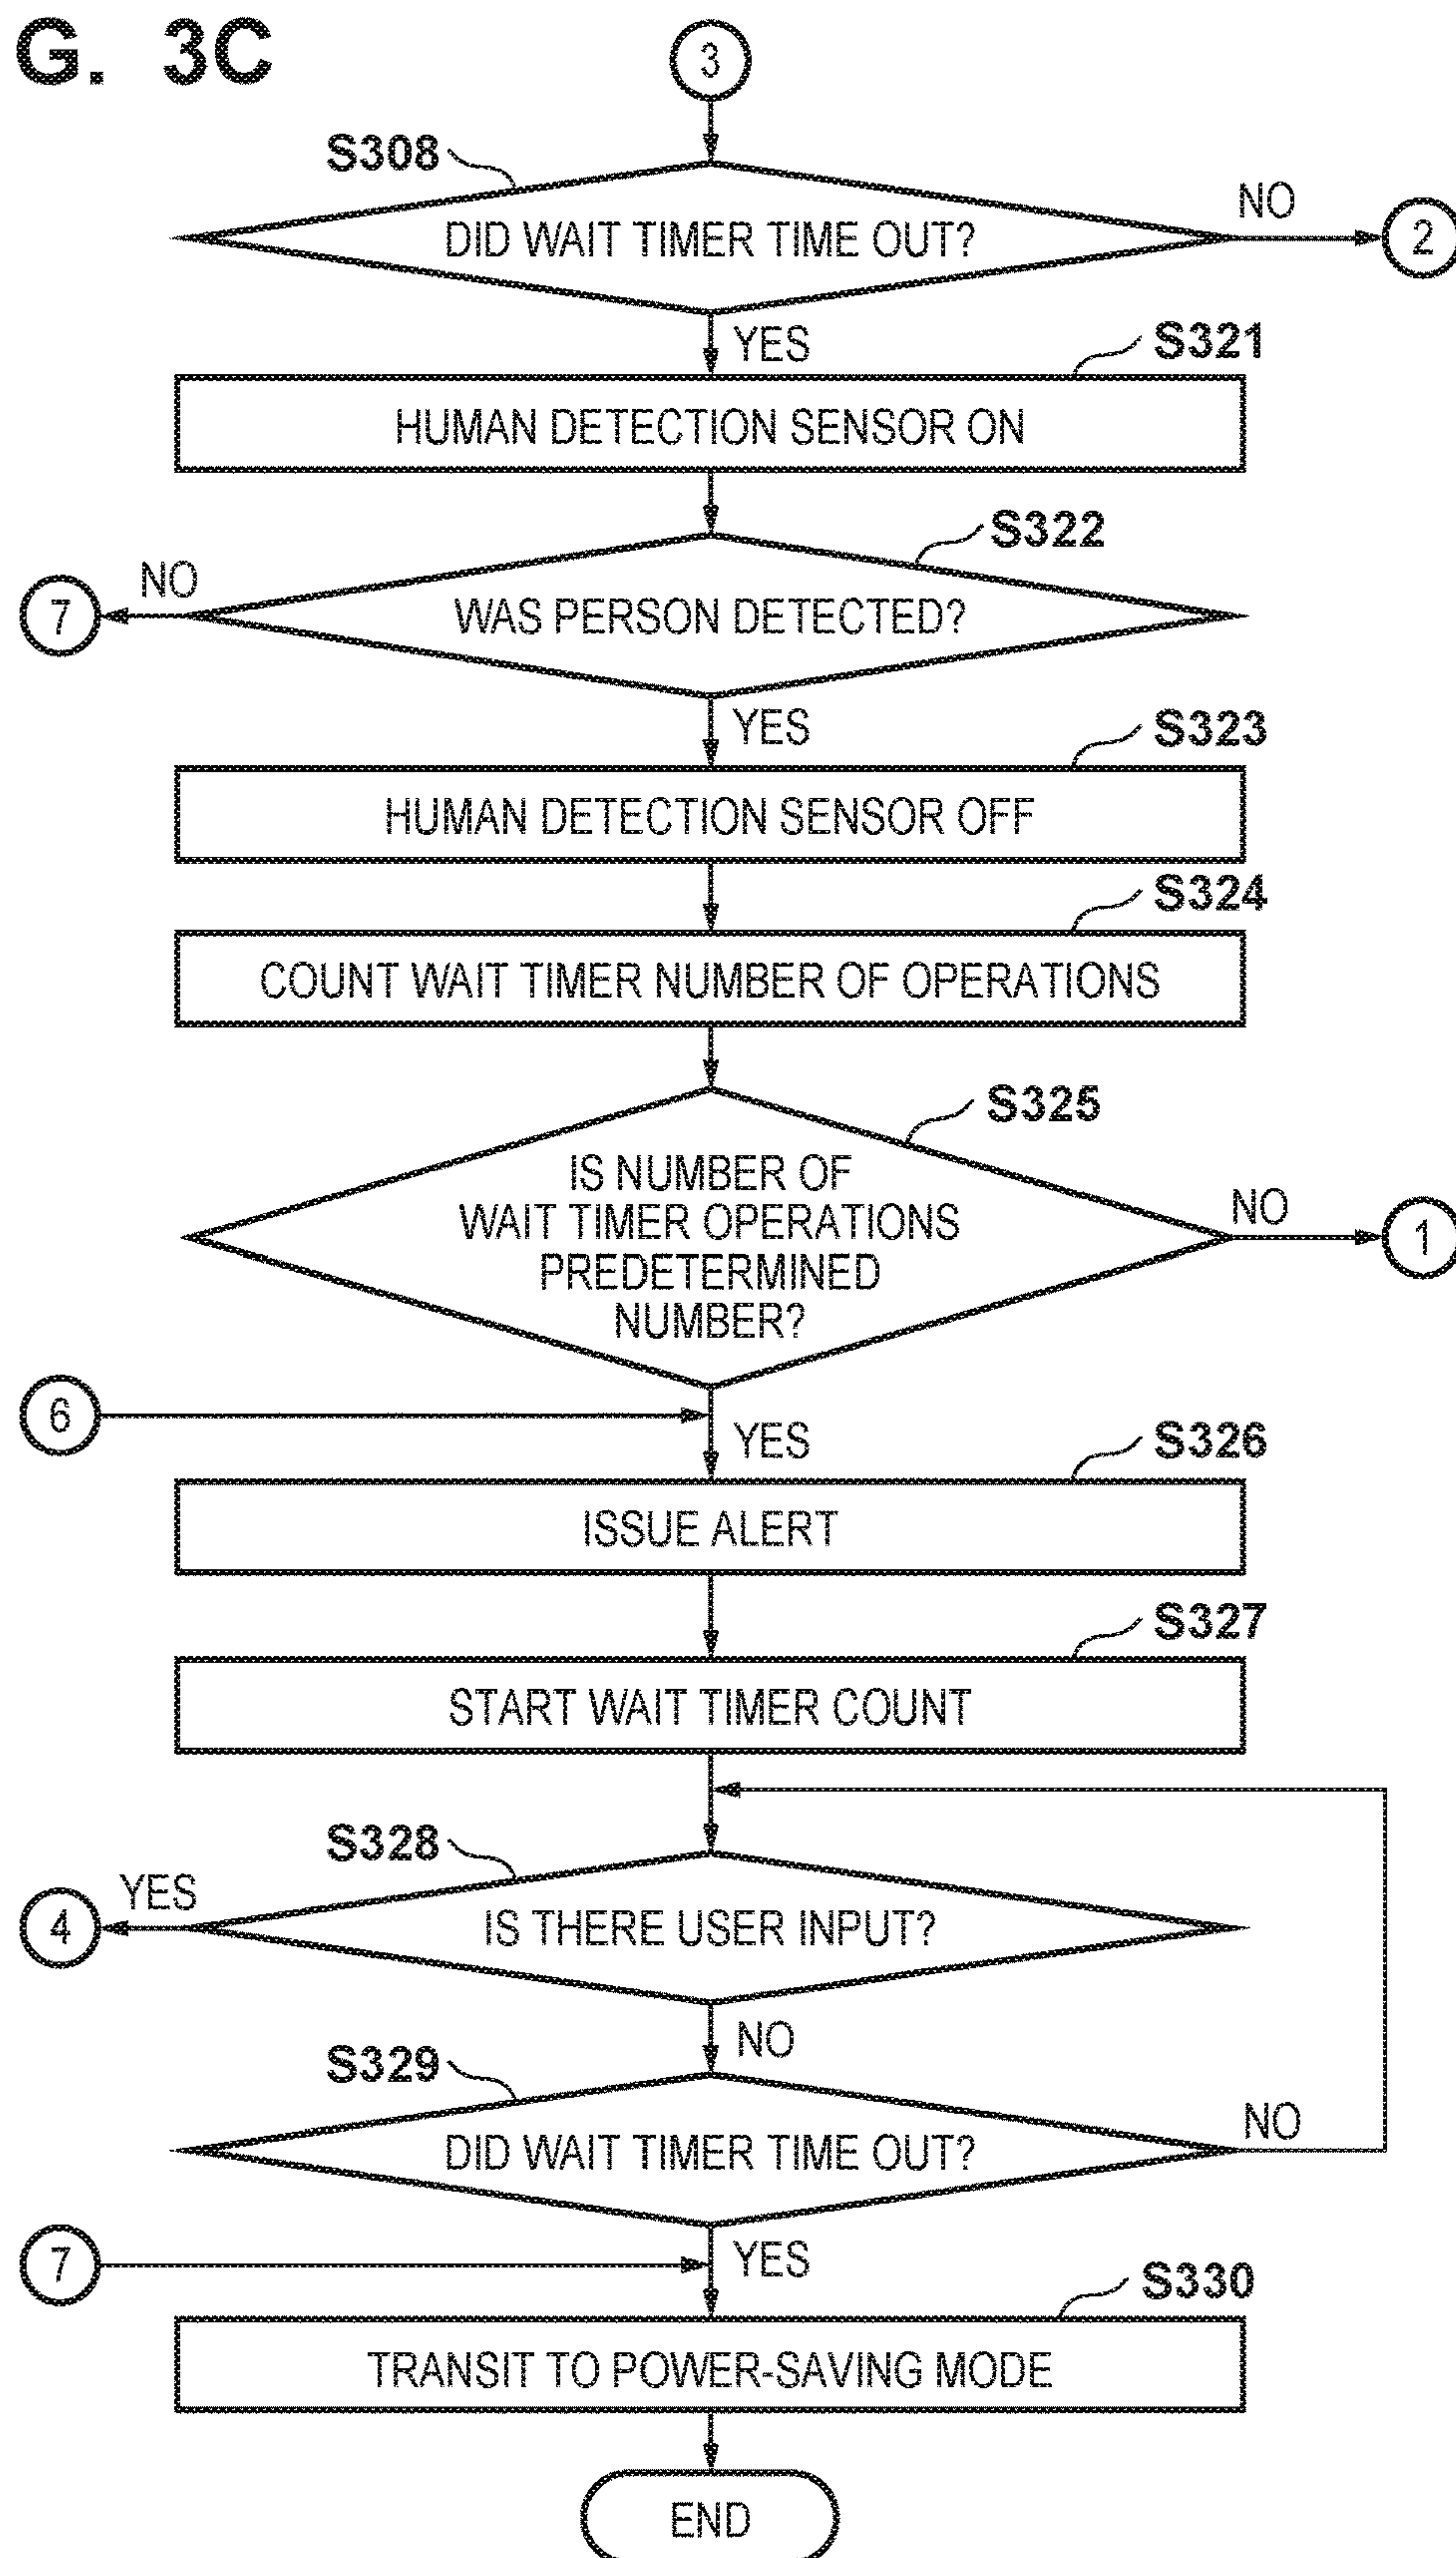 G. 3C
3
S308
DID WAIT TIMER TIME OUT?
NO
2
YES
S321
HUMAN DETECTION SENSOR ON
S322
NO
7
WAS PERSON DETECTED?
YES
S323
HUMAN DETECTION SENSOR OFF
S324
COUNT WAIT TIMER NUMBER OF OPERATIONS
S325
IS NUMBER OF
WAIT TIMER OPERATIONS
PREDETERMINED
NUMBER?
NO
1
6
YES
S326
ISSUE ALERT
S327
START WAIT TIMER COUNT
S328
YES
4
IS THERE USER INPUT?
NO
S329
DID WAIT TIMER TIME OUT?
NO
7
YES
S330
TRANSIT TO POWER-SAVING MODE
END